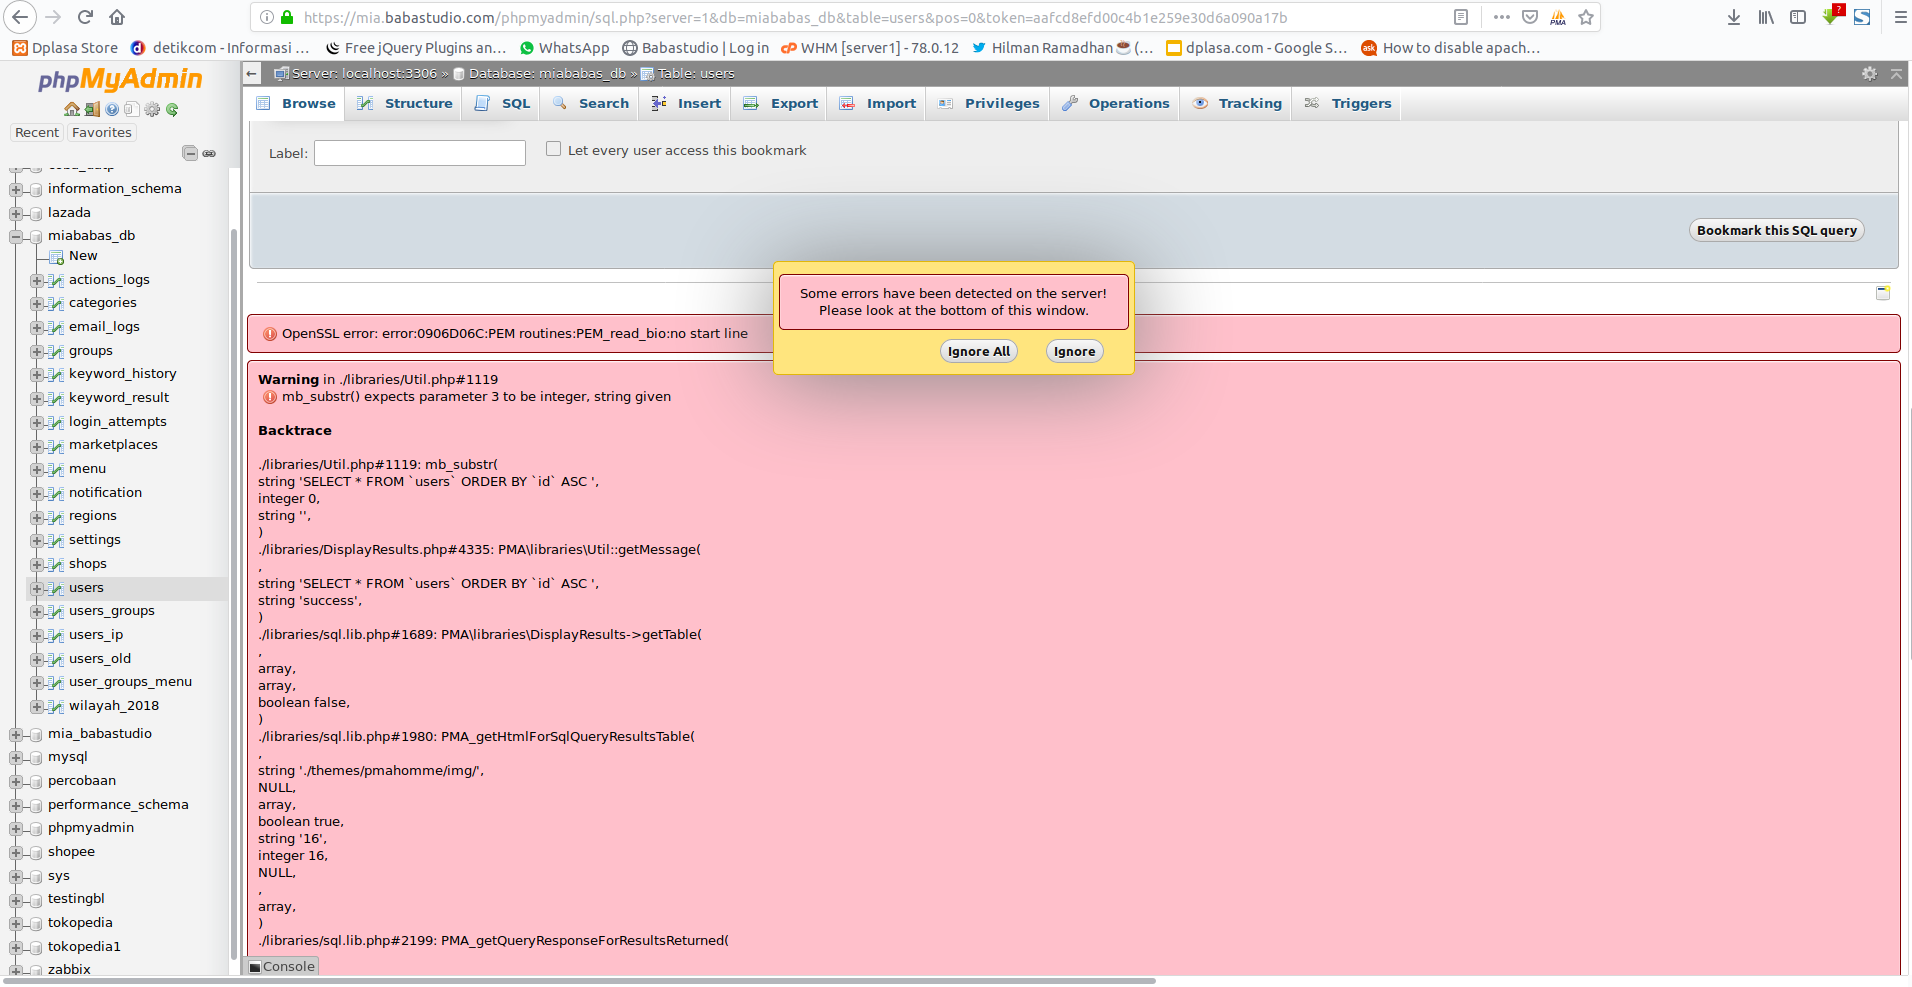 https://mia.babastudio.com/phpmyadmin/sql.php?server=1&db=miababas_db&table=users&pos=0&token=aafcd8efd00c4b1e259e30d6a090a17b
PMA
?
S
Dplasa Store
detikcom - Informasi …
Free jQuery Plugins an…
WhatsApp
Babastudio | Log in
WHM [server1] - 78.0.12
Hilman Ramadhan (…
dplasa.com - Google S…
ask How to disable apach…
phpMyAdmin
Recent
Favorites
information_schema
lazada
miababas_db
New
actions_logs
categories
email_logs
groups
keyword_history
keyword_result
login_attempts
marketplaces
menu
notification
regions
settings
shops
users
users_groups
users_ip
users_old
user_groups_menu
wilayah_2018
mia_babastudio
mysql
percobaan
performance_schema
phpmyadmin
shopee
sys
testingbl
tokopedia
tokopedia1
zabbix
Server: localhost:3306 » Database: miababas_db » Table: users
Browse
Structure
SQL
Search
Insert
Export
Import
Privileges
Operations
Tracking
Triggers
Label:
Let every user access this bookmark
Bookmark this SQL query
Some errors have been detected on the server!
Please look at the bottom of this window.
Ignore All
Ignore
OpenSSL error: error:0906D06C:PEM routines:PEM_read_bio:no start line
Warning in ./libraries/Util.php#1119
mb_substr() expects parameter 3 to be integer, string given
Backtrace
./libraries/Util.php#1119: mb_substr(
string 'SELECT * FROM `users` ORDER BY `id` ASC ',
integer 0,
string '',
)
./libraries/DisplayResults.php#4335: PMA\libraries\Util::getMessage(
,
string 'SELECT * FROM `users` ORDER BY `id` ASC ',
string 'success',
)
./libraries/sql.lib.php#1689: PMA\libraries\DisplayResults->getTable(
,
array,
array,
boolean false,
)
./libraries/sql.lib.php#1980: PMA_getHtmlForSqlQueryResultsTable(
,
string './themes/pmahomme/img/',
NULL,
array,
boolean true,
string '16',
integer 16,
NULL,
,
array,
)
./libraries/sql.lib.php#2199: PMA_getQueryResponseForResultsReturned(
Console